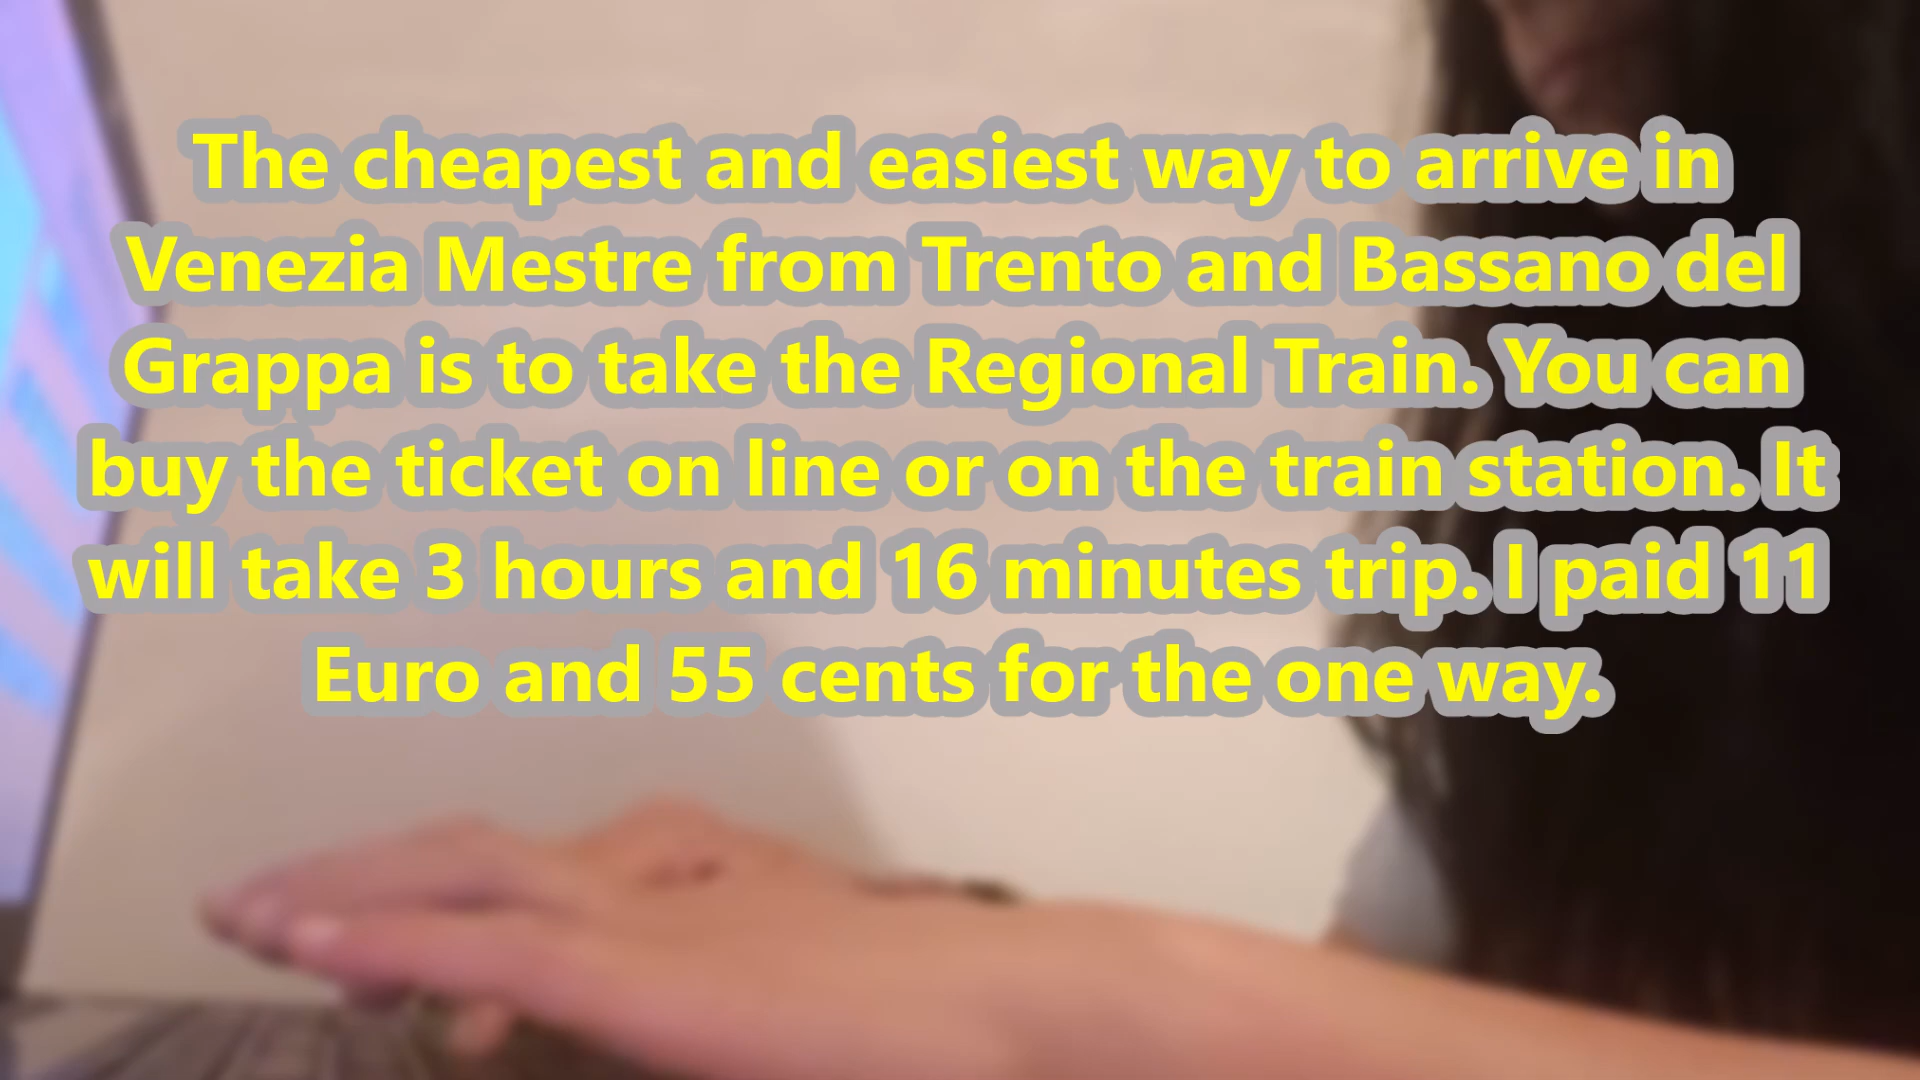 The cheapest and easiest way to arrive in
Venezia Mestre from Trento and Bassano del
Grappa is to take the Regional Train. You can
buy the ticket on line or on the train station. It
will take 3 hours and 16 minutes trip. I paid 11
Euro and 55 cents for the one way.